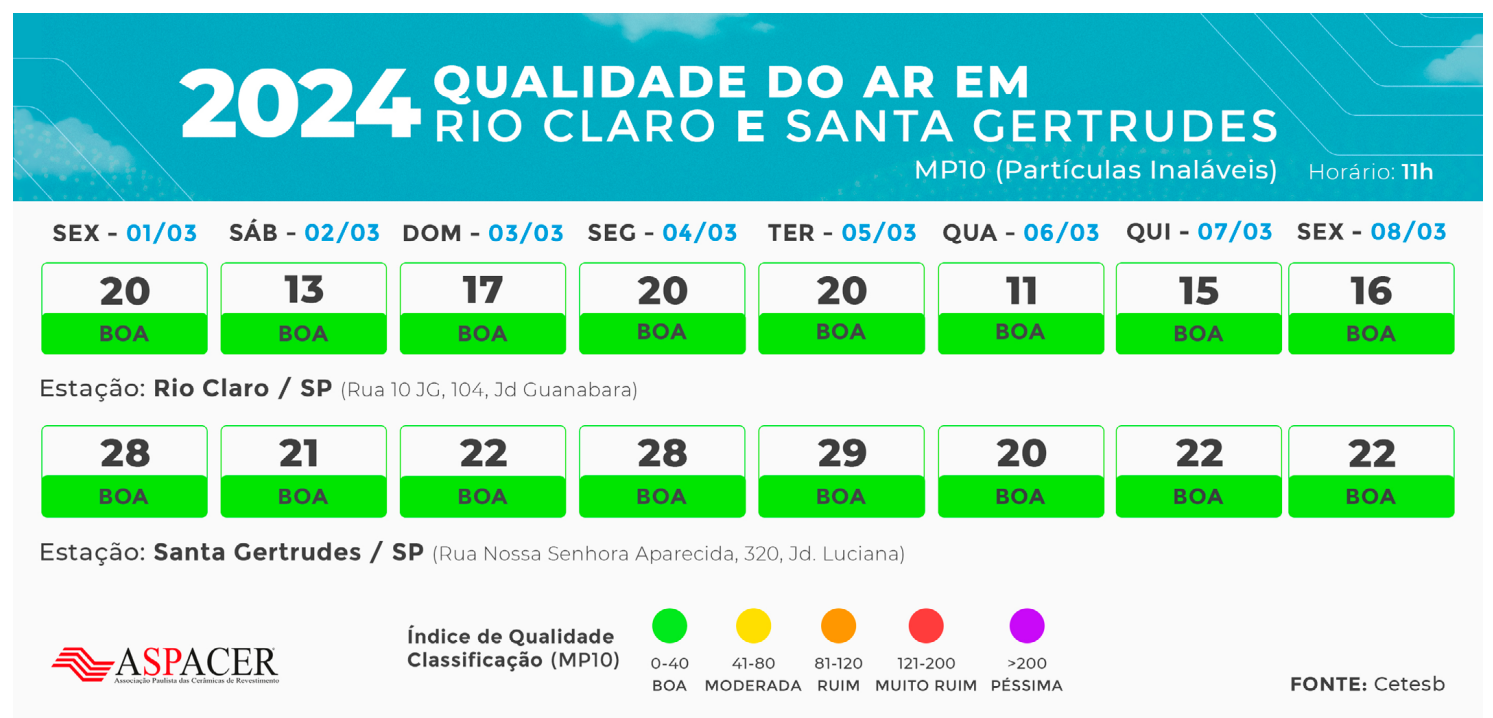 2024 QUALIDADE DO AR EM
RIO CLARO E SANTA GERTRUDES
MP10 (Partículas Inaláveis) Horário: 11h
SEX - 01/03 SÁB - 02/03 DOM - 03/03 SEG - 04/03 TER - 05/03 QUA - 06/03 QUI - 07/03 SEX - 08/03
20 13 17 20 20 11 15 16
BOA BOA BOA BOA BOA BOA BOA BOA
Estação: Rio Claro / SP (Rua 10 JG, 104, Jd Guanabara)
28 21 22 28 29 20 22 22
BOA BOA BOA BOA BOA BOA BOA BOA
Estação: Santa Gertrudes / SP (Rua Nossa Senhora Aparecida, 320, Jd. Luciana)
ASPACER
Associação Paulista das Cerâmicas de Revestimento
Índice de Qualidade
Classificação (MP10)
0-40 41-80 81-120 121-200 >200
BOA MODERADA RUIM MUITO RUIM PÉSSIMA
FONTE: Cetesb